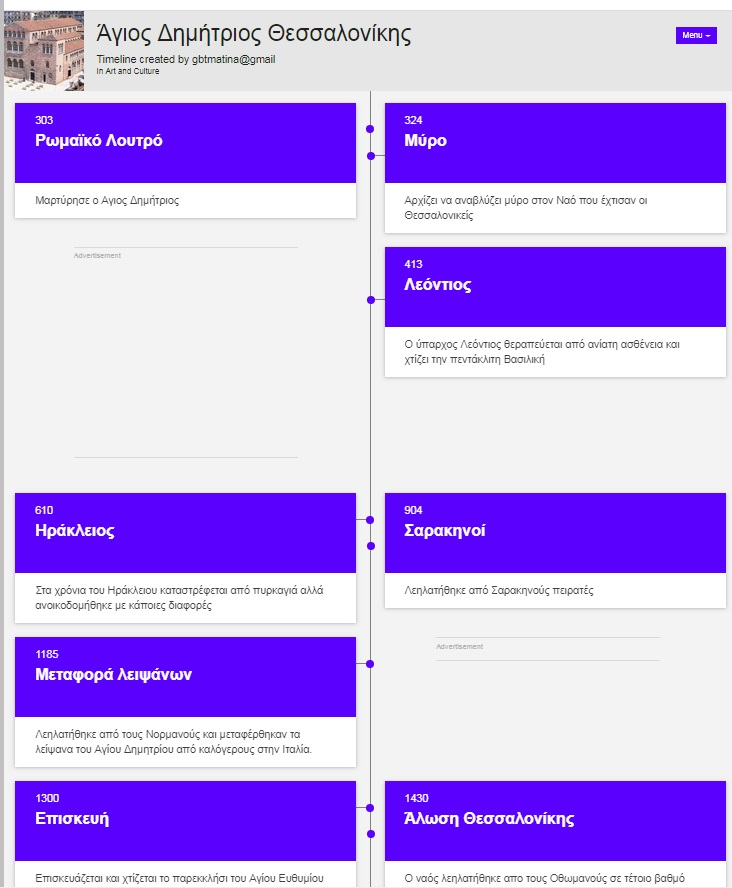 Άγιος Δημήτριος Θεσσαλονίκης
Menu
Timeline created by gbtmatina@gmail
In Art and Culture
303
Ρωμαϊκό Λουτρό
Μαρτύρησε ο Αγιος Δημήτριος
324
Μύρο
Αρχίζει να αναβλύζει μύρο στον Ναό που έχτισαν οι
Θεσσαλονικείς
Advertisement
413
Λεόντιος
Ο ύπαρχος Λεόντιος θεραπεύεται από ανίατη ασθένεια και
χτίζει την πεντάκλιτη Βασιλική
610
Ηράκλειος
Στα χρόνια του Ηράκλειου καταστρέφεται από πυρκαγιά αλλά
ανοικοδομήθηκε με κάποιες διαφορές
904
Σαρακηνοί
Λεηλατήθηκε από Σαρακηνούς πειρατές
1185
Μεταφορά λειψάνων
Λεηλατήθηκε από τους Νορμανούς και μεταφέρθηκαν τα
λείψανα του Αγίου Δημητρίου από καλόγερους στην Ιταλία.
Advertisement
1300
Επισκευή
Επισκευάζεται και χτίζεται το παρεκκλήσι του Αγίου Ευθυμίου
1430
Άλωση Θεσσαλονίκης
Ο ναός λεηλατήθηκε απο τους Οθωμανούς σε τέτοιο βαθμό